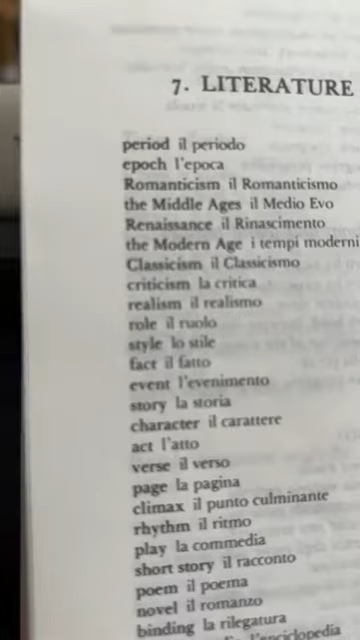 7. LITERATURE
period il periodo
epoch l'epoca
Romanticism il Romanticismo
the Middle Ages il Medio Evo
Renaissance il Rinascimento
the Modern Age i tempi moderni
Classicism il Classicismo
criticism la critica
realism il realismo
role il ruolo
style lo stile
fact il fatto
event l'evenimento
story la storia
character il carattere
act l'atto
verse il verso
page la pagina
climax il punto culminante
rhythm il ritmo
play la commedia
short story il racconto
poem il poema
novel il romanzo
binding la rilegatura
l'enciclopedia